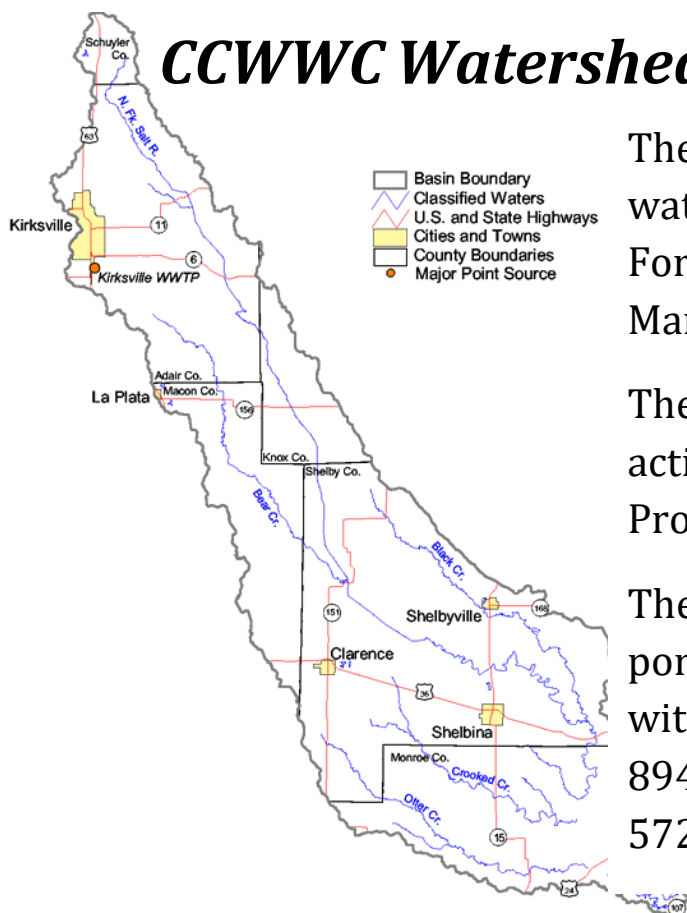 CCWWC Watershed
Schuyler
Co.
N. Fk. Salt R.
63
Basin Boundary
Classified Waters
U.S. and State Highways
Cities and Towns
County Boundaries
Major Point Source
Kirksville
11
6
Kirksville WWTP
Adair Co.
La Plata
Macon Co.
156
Knox Co.
Shelby Co.
Bear Cr.
Black Cr.
151
Shelbyville
168
Clarence
36
Shelbina
Monroe Co.
Crooked Cr.
Otter Cr.
15
24
107
The
wat
For
Mar
The
acti
Pro
The
por
wit
894
572